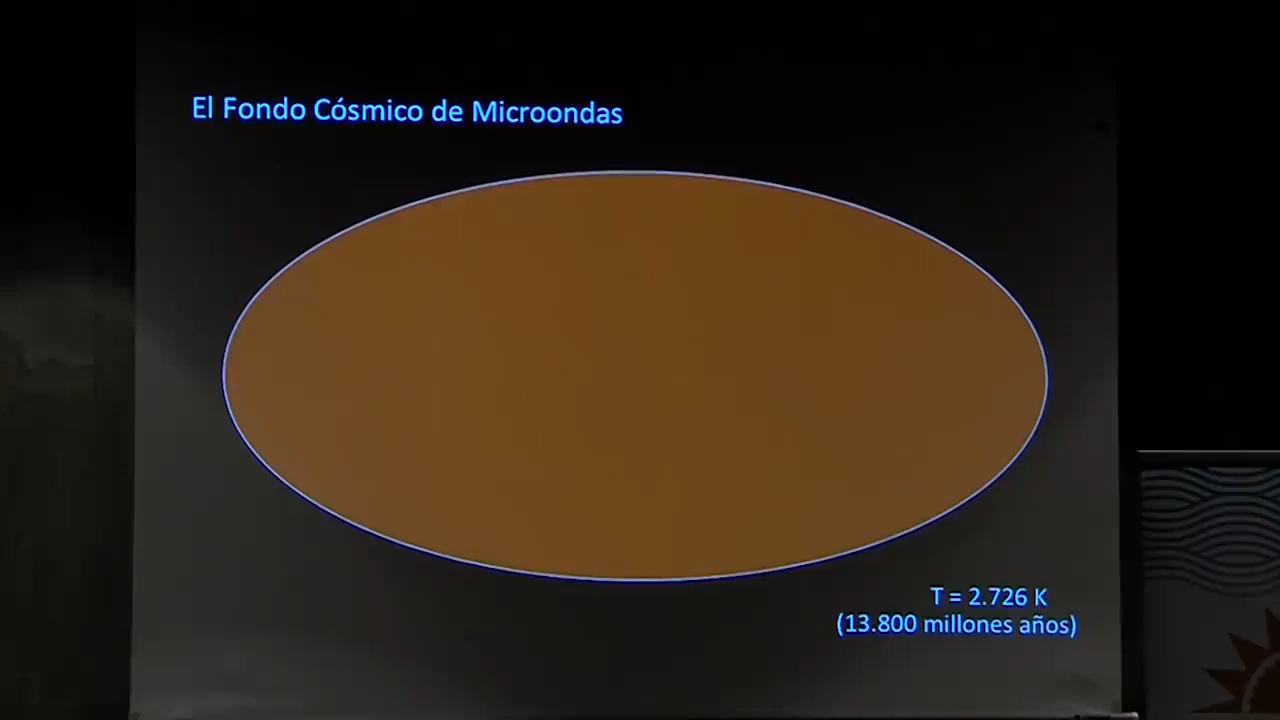 El Fondo Cósmico de Microondas
T = 2.726 K
(13.800 millones años)